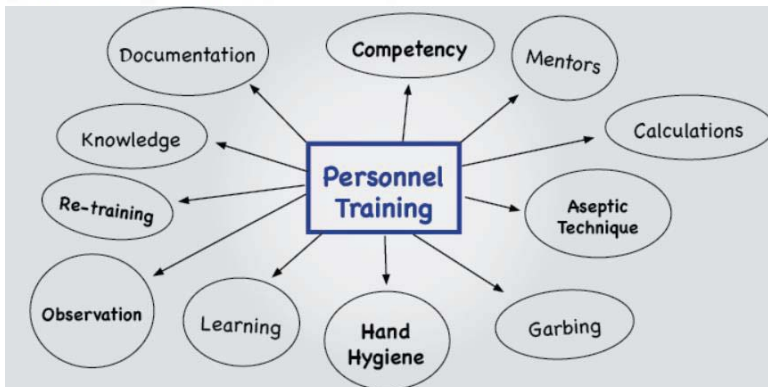 Documentation
Competency
Mentors
Knowledge
Calculations
Personnel
Training
Re-training
Aseptic
Technique
Observation
Learning
Hand
Hygiene
Garbing